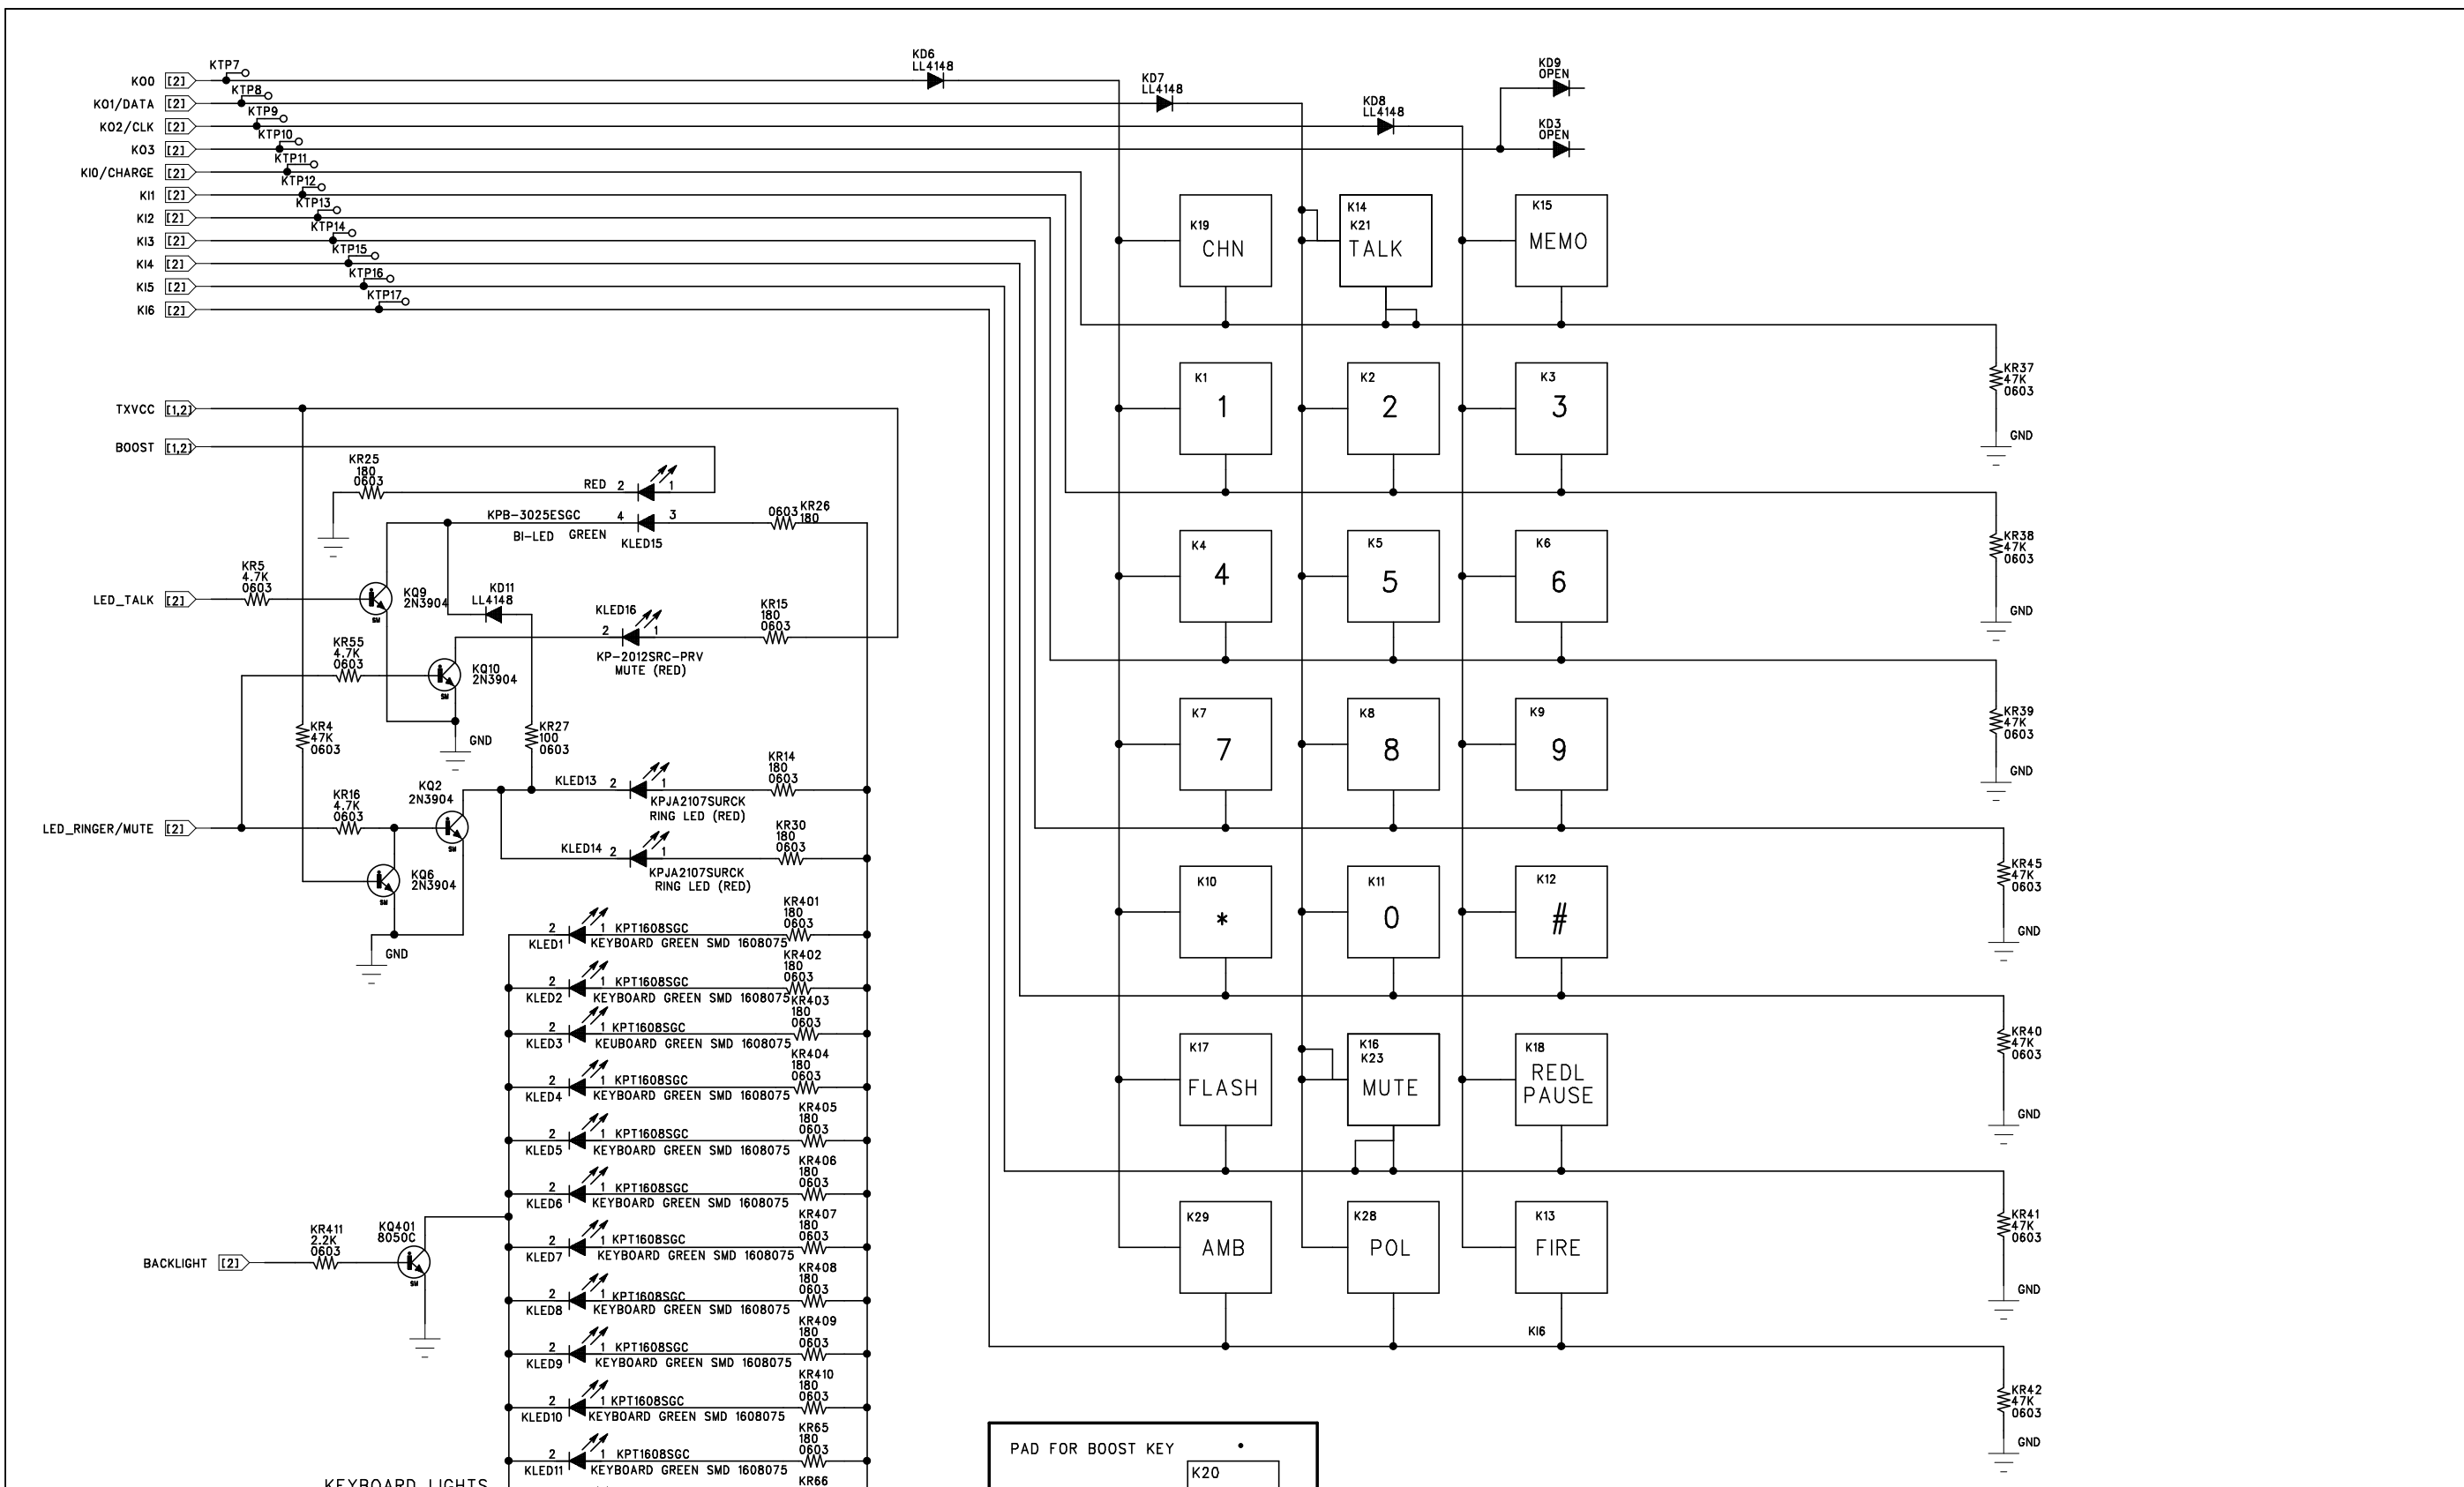 KTP7
KO0 [2]
KD6
LL4148
KTP8
KO1/DATA [2]
KD7
LL4148
KTP9
KO2/CLK [2]
KD8
LL4148
KD9
OPEN
KTP10
KO3 [2]
KD3
OPEN
KTP11
KI0/CHARGE [2]
KTP12
KI1 [2]
KTP13
KI2 [2]
KTP14
KI3 [2]
KTP15
KI4 [2]
KTP16
KI5 [2]
KTP17
KI6 [2]
K19
CHN
K14
K21
TALK
K15
MEMO
KR37
47K
0603
GND
K1
1
K2
2
K3
3
KR38
47K
0603
GND
K4
4
K5
5
K6
6
KR39
47K
0603
GND
K7
7
K8
8
K9
9
KR45
47K
0603
GND
K10
*
K11
0
K12
#
KR40
47K
0603
GND
K17
FLASH
K16
K23
MUTE
K18
REDL
PAUSE
KR41
47K
0603
GND
K29
AMB
K28
POL
K13
FIRE
KI6
KR42
47K
0603
GND
TXVCC [1,2]
BOOST [1,2]
KR25
180
0603
RED 2 1
KPB-3025ESGC 4 3
BI-LED GREEN
KLED15
0603 KR26
180
LED_TALK [2]
KR5
4.7K
0603
KQ9
2N3904
SM
KD11
LL4148
KLED16
2 1
KP-2012SRC-PRV
MUTE (RED)
KR15
180
0603
KR55
4.7K
0603
KQ10
2N3904
SM
GND
KR4
47K
0603
KR27
100
0603
KLED13 2 1
KPJA2107SURCK
RING LED (RED)
KR14
180
0603
LED_RINGER/MUTE [2]
KR16
4.7K
0603
KQ2
2N3904
SM
KLED14 2 1
KPJA2107SURCK
RING LED (RED)
KR30
180
0603
KQ6
2N3904
SM
GND
KR401
180
0603
2 1 KPT1608SGC
KLED1 KEYBOARD GREEN SMD 1608075
KR402
180
0603
2 1 KPT1608SGC
KLED2 KEYBOARD GREEN SMD 1608075
KR403
180
0603
2 1 KPT1608SGC
KLED3 KEUBOARD GREEN SMD 1608075
KR404
180
0603
2 1 KPT1608SGC
KLED4 KEYBOARD GREEN SMD 1608075
KR405
180
0603
2 1 KPT1608SGC
KLED5 KEYBOARD GREEN SMD 1608075
KR406
180
0603
2 1 KPT1608SGC
KLED6 KEYBOARD GREEN SMD 1608075
KR407
180
0603
2 1 KPT1608SGC
KLED7 KEYBOARD GREEN SMD 1608075
KR408
180
0603
2 1 KPT1608SGC
KLED8 KEYBOARD GREEN SMD 1608075
KR409
180
0603
2 1 KPT1608SGC
KLED9 KEYBOARD GREEN SMD 1608075
KR410
180
0603
2 1 KPT1608SGC
KLED10 KEYBOARD GREEN SMD 1608075
KR65
180
0603
2 1 KPT1608SGC
KLED11 KEYBOARD GREEN SMD 1608075
KR66
BACKLIGHT [2]
KR411
2.2K
0603
KQ401
8050C
SM
KEYBOARD LIGHTS
PAD FOR BOOST KEY
K20